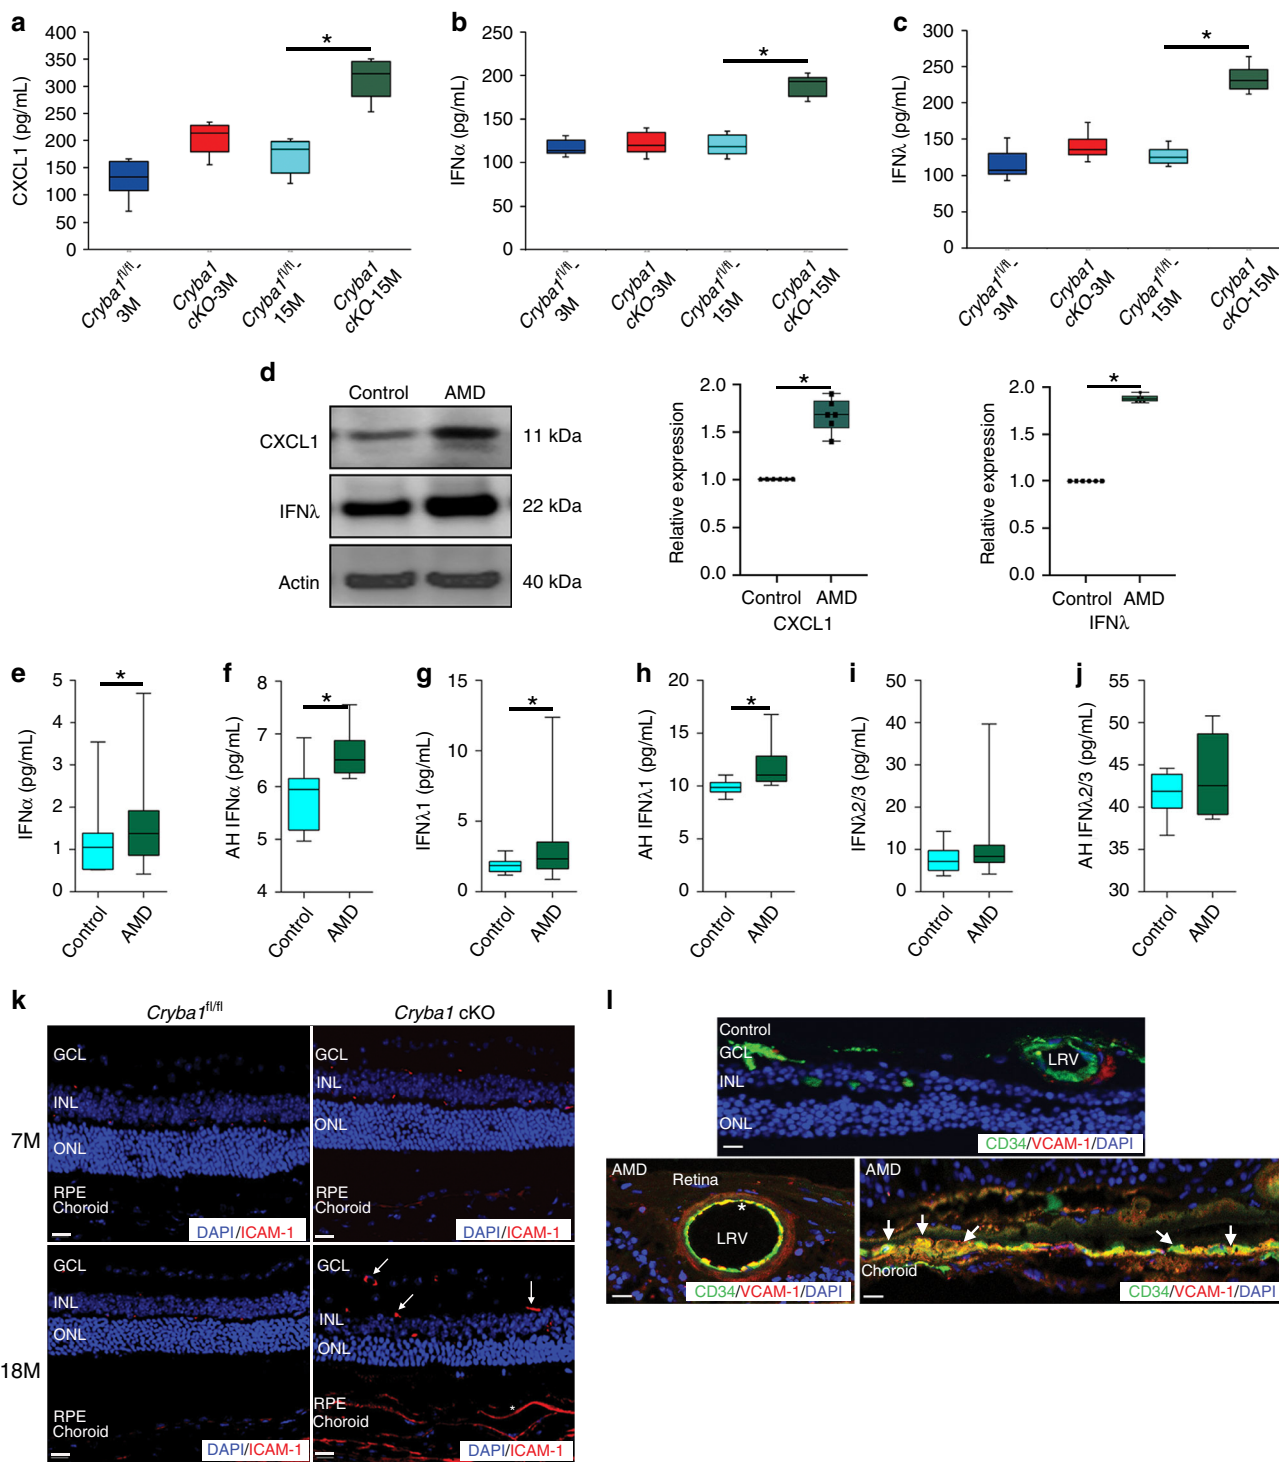 a
CXCL1 (pg/mL)
400
350
300
250
200
150
100
50
0
*
Cryba1fl/fl-3M
Cryba1 cKO-3M
Cryba1fl/fl-15M
Cryba1 cKO-15M
b
IFNα (pg/mL)
250
200
150
100
50
0
*
Cryba1fl/fl-3M
Cryba1 cKO-3M
Cryba1fl/fl-15M
Cryba1 cKO-15M
c
IFNλ (pg/mL)
300
250
200
150
100
50
0
*
Cryba1fl/fl-3M
Cryba1 cKO-3M
Cryba1fl/fl-15M
Cryba1 cKO-15M
d
Control AMD
CXCL1 11 kDa
IFNλ 22 kDa
Actin 40 kDa
Relative expression
2.0
1.5
1.0
0.5
0.0
*
Control AMD
CXCL1
Relative expression
2.0
1.5
1.0
0.5
0.0
*
Control AMD
IFNλ
e
IFNα (pg/mL)
5
4
3
2
1
0
*
Control
AMD
f
AH IFNα (pg/mL)
8
7
6
5
4
*
Control
AMD
g
IFNλ1 (pg/mL)
15
10
5
0
*
Control
AMD
h
AH IFNλ1 (pg/mL)
20
15
10
5
0
*
Control
AMD
i
IFNλ2/3 (pg/mL)
50
40
30
20
10
0
Control
AMD
j
AH IFNλ2/3 (pg/mL)
55
50
45
40
35
30
Control
AMD
k
Cryba1fl/fl
Cryba1 cKO
7M
GCL
INL
ONL
RPE
Choroid
DAPI/ICAM-1
GCL
INL
ONL
RPE
Choroid
DAPI/ICAM-1
18M
GCL
INL
ONL
RPE
Choroid
DAPI/ICAM-1
GCL
INL
ONL
RPE
*
Choroid
DAPI/ICAM-1
l
Control
GCL
LRV
INL
ONL
CD34/VCAM-1/DAPI
AMD
Retina
*
LRV
CD34/VCAM-1/DAPI
AMD
Choroid
CD34/VCAM-1/DAPI